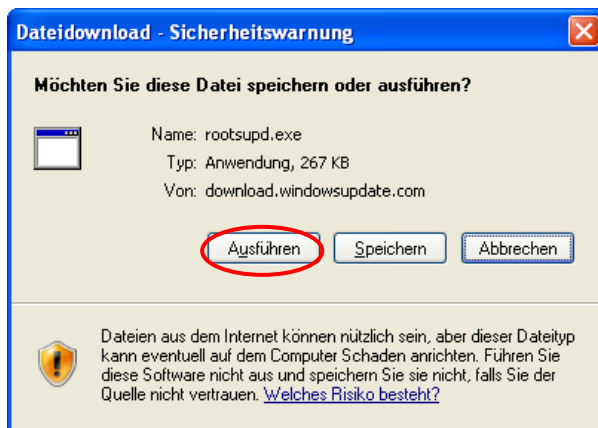 Dateidownload - Sicherheitswarnung
Möchten Sie diese Datei speichern oder ausführen?
Name: rootsupd.exe
Typ: Anwendung, 267 KB
Von: download.windowsupdate.com
Ausführen Speichern Abbrechen
Dateien aus dem Internet können nützlich sein, aber dieser Dateityp
kann eventuell auf dem Computer Schaden anrichten. Führen Sie
diese Software nicht aus und speichern Sie sie nicht, falls Sie der
Quelle nicht vertrauen. Welches Risiko besteht?